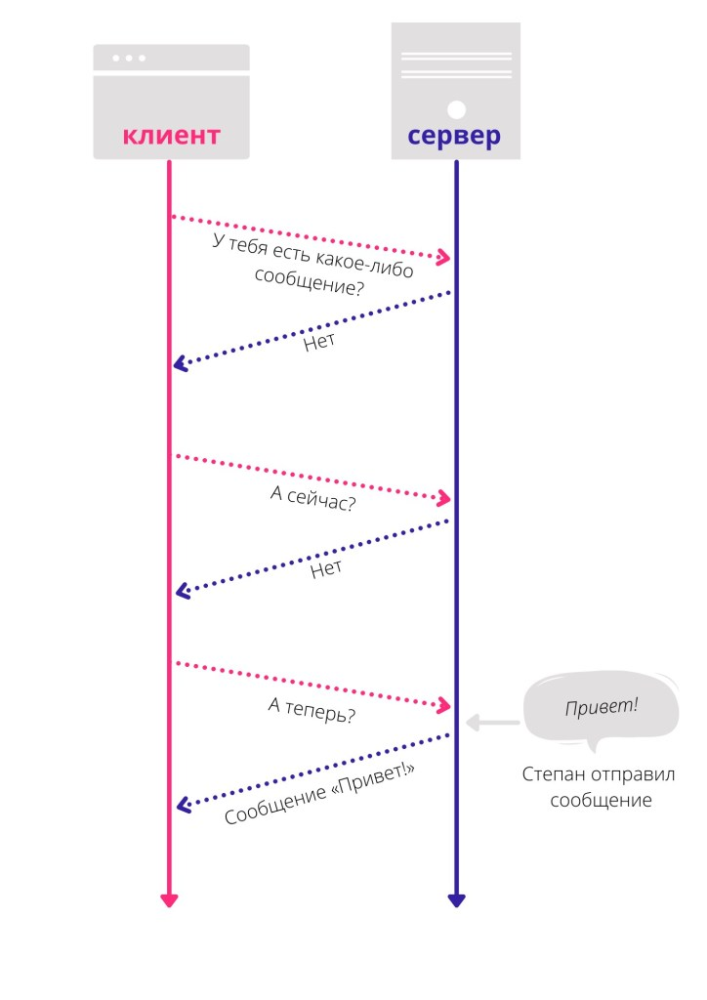 клиент
сервер
У тебя есть какое-либо
сообщение?
Нет
А сейчас?
Нет
А теперь?
Привет!
Сообщение «Привет!»
Степан отправил
сообщение